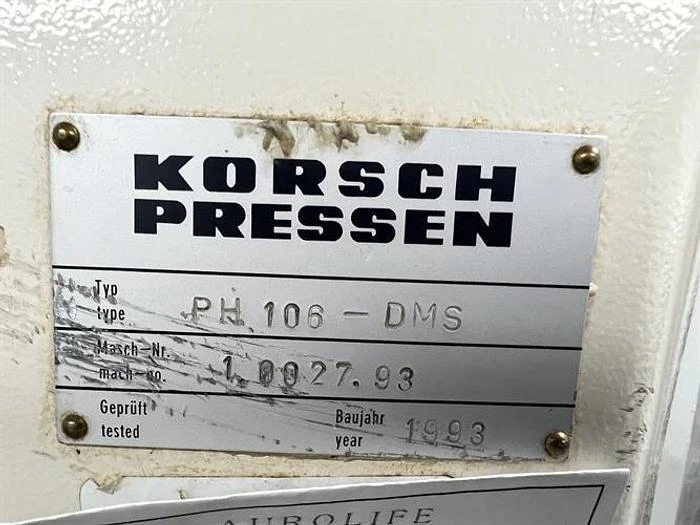 KORSCH
PRESSEN
Typ
type PH 106 - DMS
Masch-Nr.
mach-no. 1.0027.93
Geprüft
tested
Baujahr
year 1993
AUROLIFE